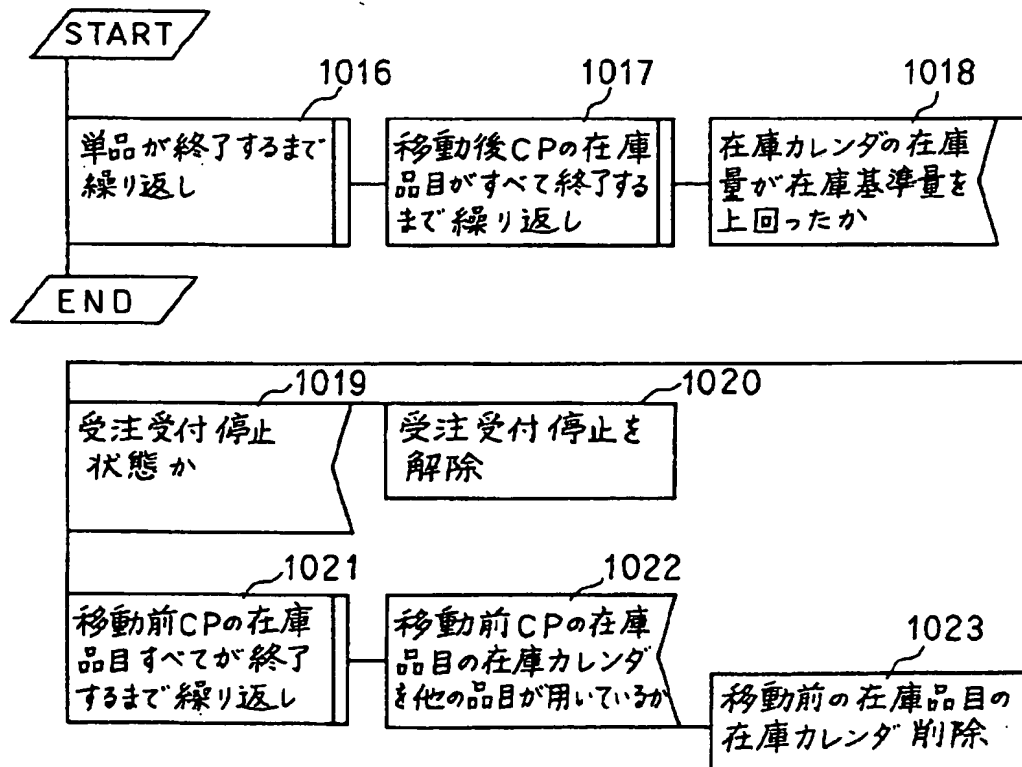 START
1016
単品が終了するまで
繰り返し
1017
移動後CPの在庫
品目がすべて終了する
まで繰り返し
1018
在庫カレンダの在庫
量が在庫基準量を
上回ったか
END
1019
受注受付停止
状態か
1020
受注受付停止を
解除
1021
移動前CPの在庫
品目すべてが終了
するまで繰り返し
1022
移動前CPの在庫
品目の在庫カレンダ
を他の品目が用いているか
1023
移動前の在庫品目の
在庫カレンダ削除